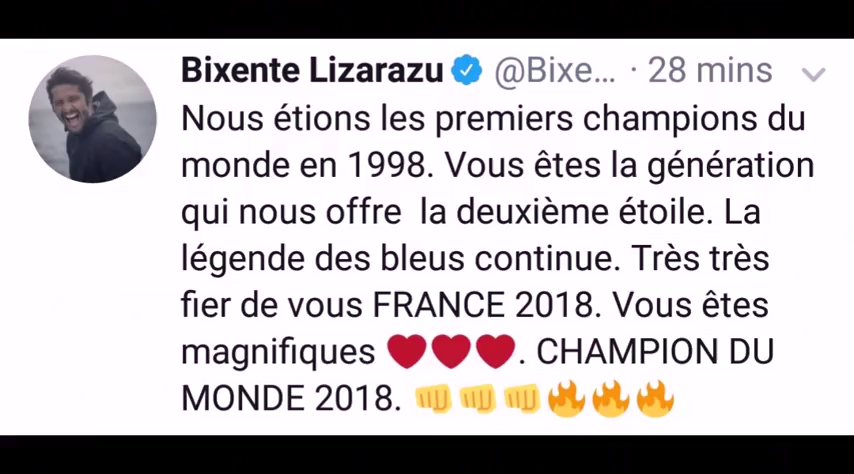 Bixente Lizarazu @Bixe... · 28 mins
Nous étions les premiers champions du
monde en 1998. Vous êtes la génération
qui nous offre la deuxième étoile. La
légende des bleus continue. Très très
fier de vous FRANCE 2018. Vous êtes
magnifiques ❤❤❤. CHAMPION DU
MONDE 2018. 👊👊👊🔥🔥🔥